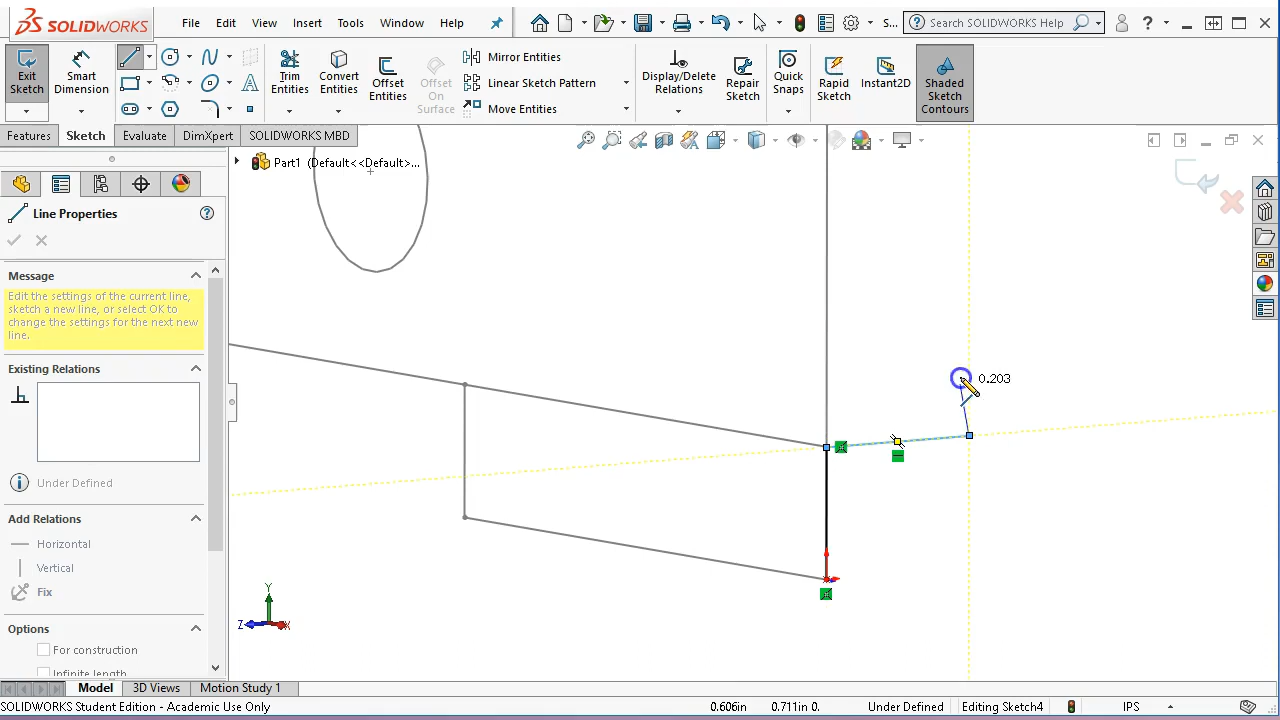 SOLIDWORKS
File Edit View Insert Tools Window Help
S...
Search SOLIDWORKS Help
Exit Sketch
Smart Dimension
Trim Entities
Convert Entities
Offset Entities
Offset On Surface
Mirror Entities
Linear Sketch Pattern
Move Entities
Display/Delete Relations
Repair Sketch
Quick Snaps
Rapid Sketch
Instant2D
Shaded Sketch Contours
Features Sketch Evaluate DimXpert SOLIDWORKS MBD
Part1 (Default<<Default>...
Line Properties
Message
Edit the settings of the current line,
sketch a new line, or select OK to
change the settings for the next new
line.
Existing Relations
Under Defined
Add Relations
Horizontal
Vertical
Fix
Options
For construction
Infinite length
0.203
Y
Z X
Model 3D Views Motion Study 1
SOLIDWORKS Student Edition - Academic Use Only 0.606in 0.711in 0. Under Defined Editing Sketch4 IPS